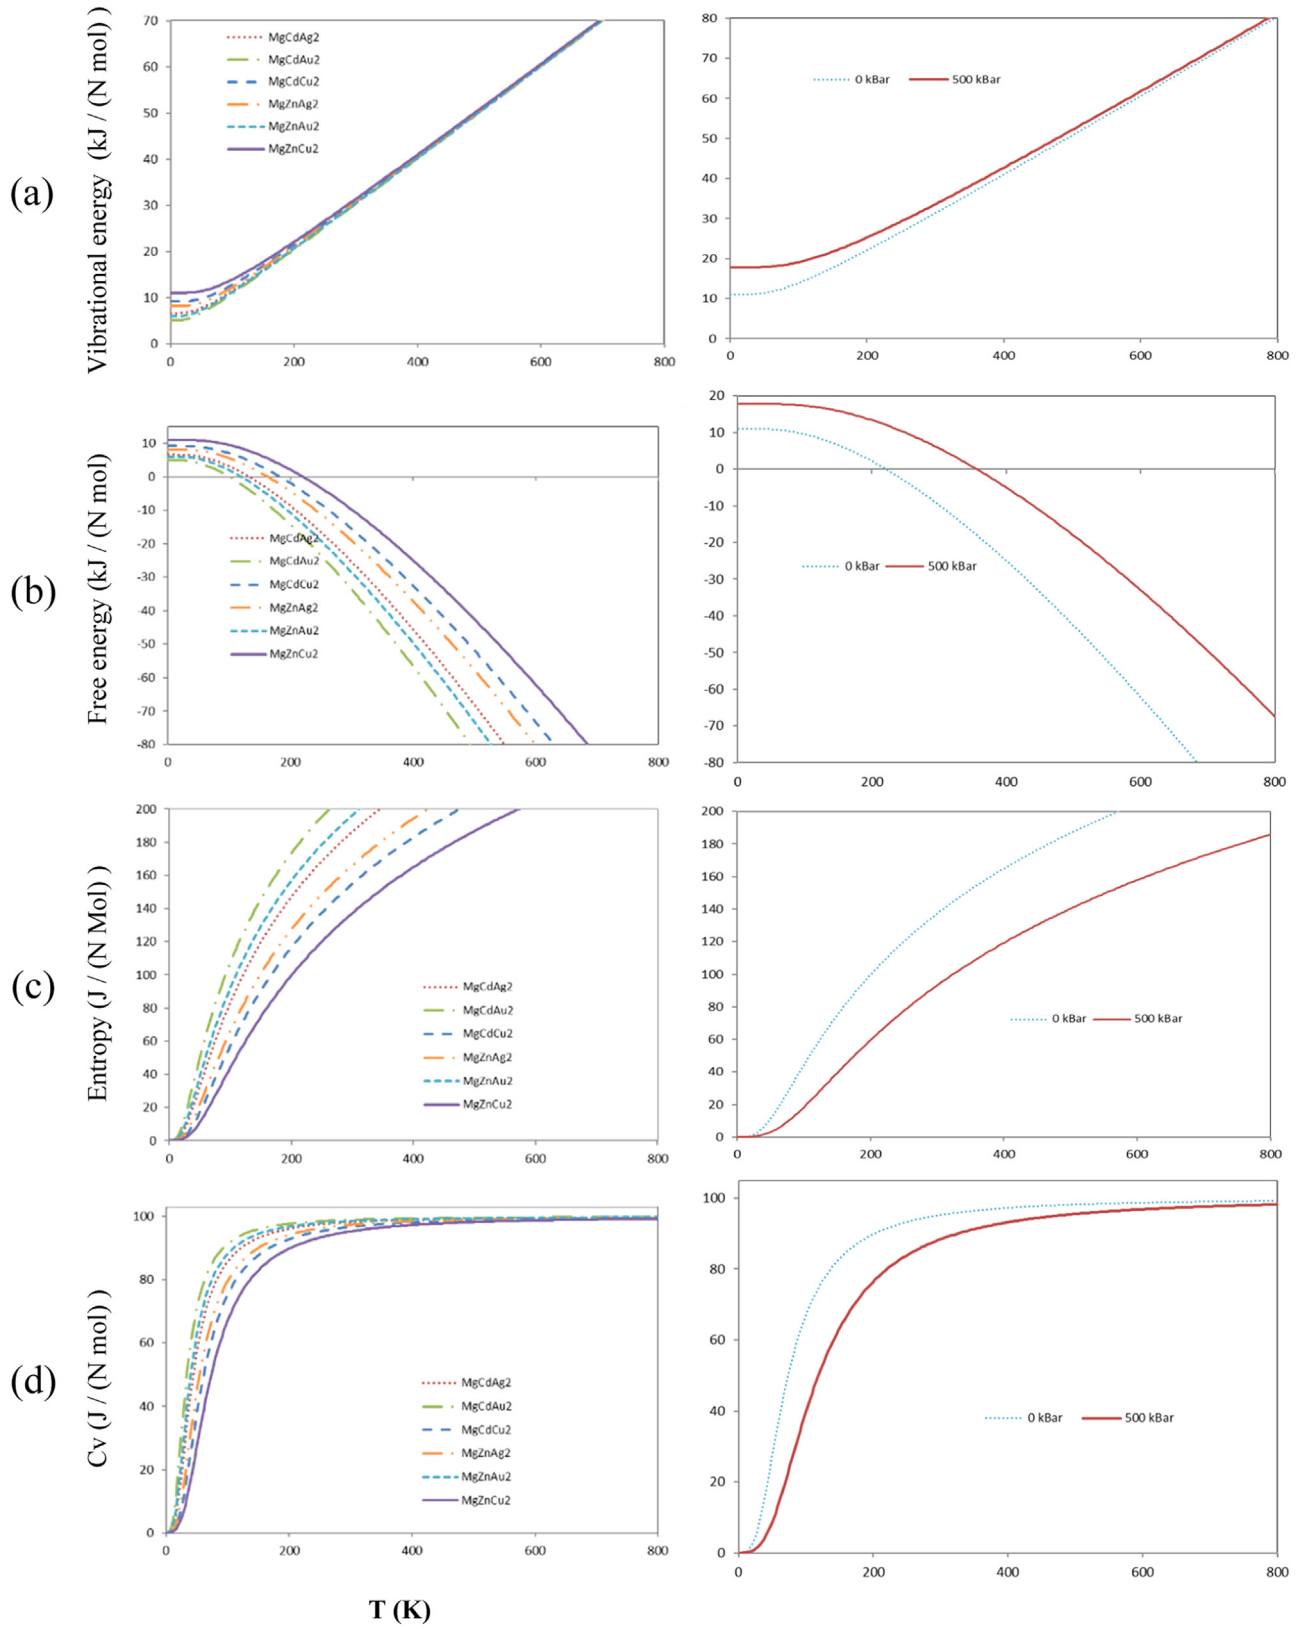 (a)
Vibrational energy (kJ / (N mol) )
70
60
50
40
30
20
10
0
0 200 400 600 800
MgCdAg2
MgCdAu2
MgCdCu2
MgZnAg2
MgZnAu2
MgZnCu2
80
70
60
50
40
30
20
10
0
0 200 400 600 800
0 kBar 500 kBar
(b)
Free energy (kJ / (N mol)
10
0
-10
-20
-30
-40
-50
-60
-70
-80
0 200 400 600 800
MgCdAg2
MgCdAu2
MgCdCu2
MgZnAg2
MgZnAu2
MgZnCu2
20
10
0
-10
-20
-30
-40
-50
-60
-70
-80
0 200 400 600 800
0 kBar 500 kBar
(c)
Entropy (J / (N Mol) )
200
180
160
140
120
100
80
60
40
20
0
0 200 400 600 800
MgCdAg2
MgCdAu2
MgCdCu2
MgZnAg2
MgZnAu2
MgZnCu2
200
180
160
140
120
100
80
60
40
20
0
0 200 400 600 800
0 kBar 500 kBar
(d)
Cv (J / (N mol) )
100
80
60
40
20
0
0 200 400 600 800
MgCdAg2
MgCdAu2
MgCdCu2
MgZnAg2
MgZnAu2
MgZnCu2
100
80
60
40
20
0
0 200 400 600 800
0 kBar 500 kBar
T (K)